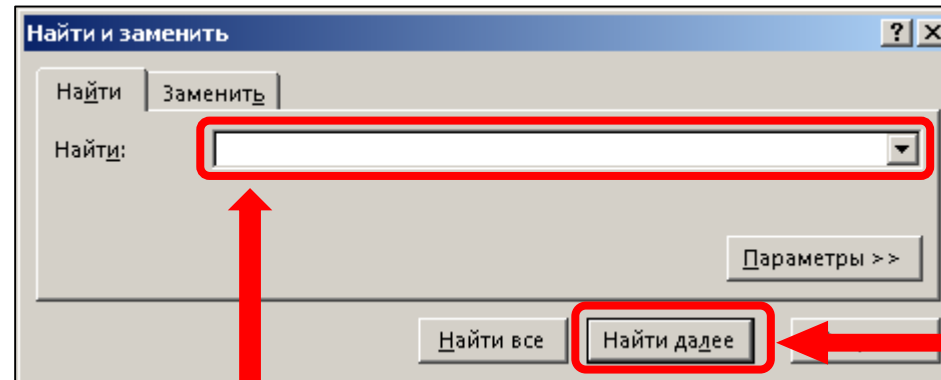 Найти и заменить
Найти
Заменить
Найти:
Параметры >>
Найти все
Найти далее